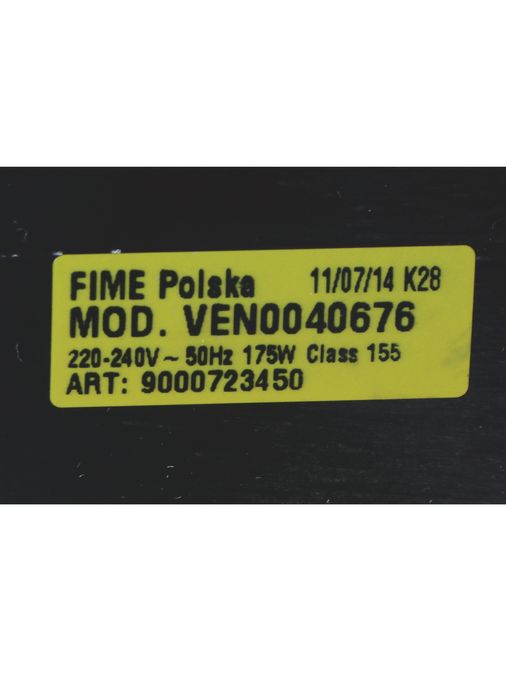 FIME Polska 11/07/14 K28
MOD. VEN0040676
220-240V ~ 50Hz 175W Class 155
ART: 9000723450